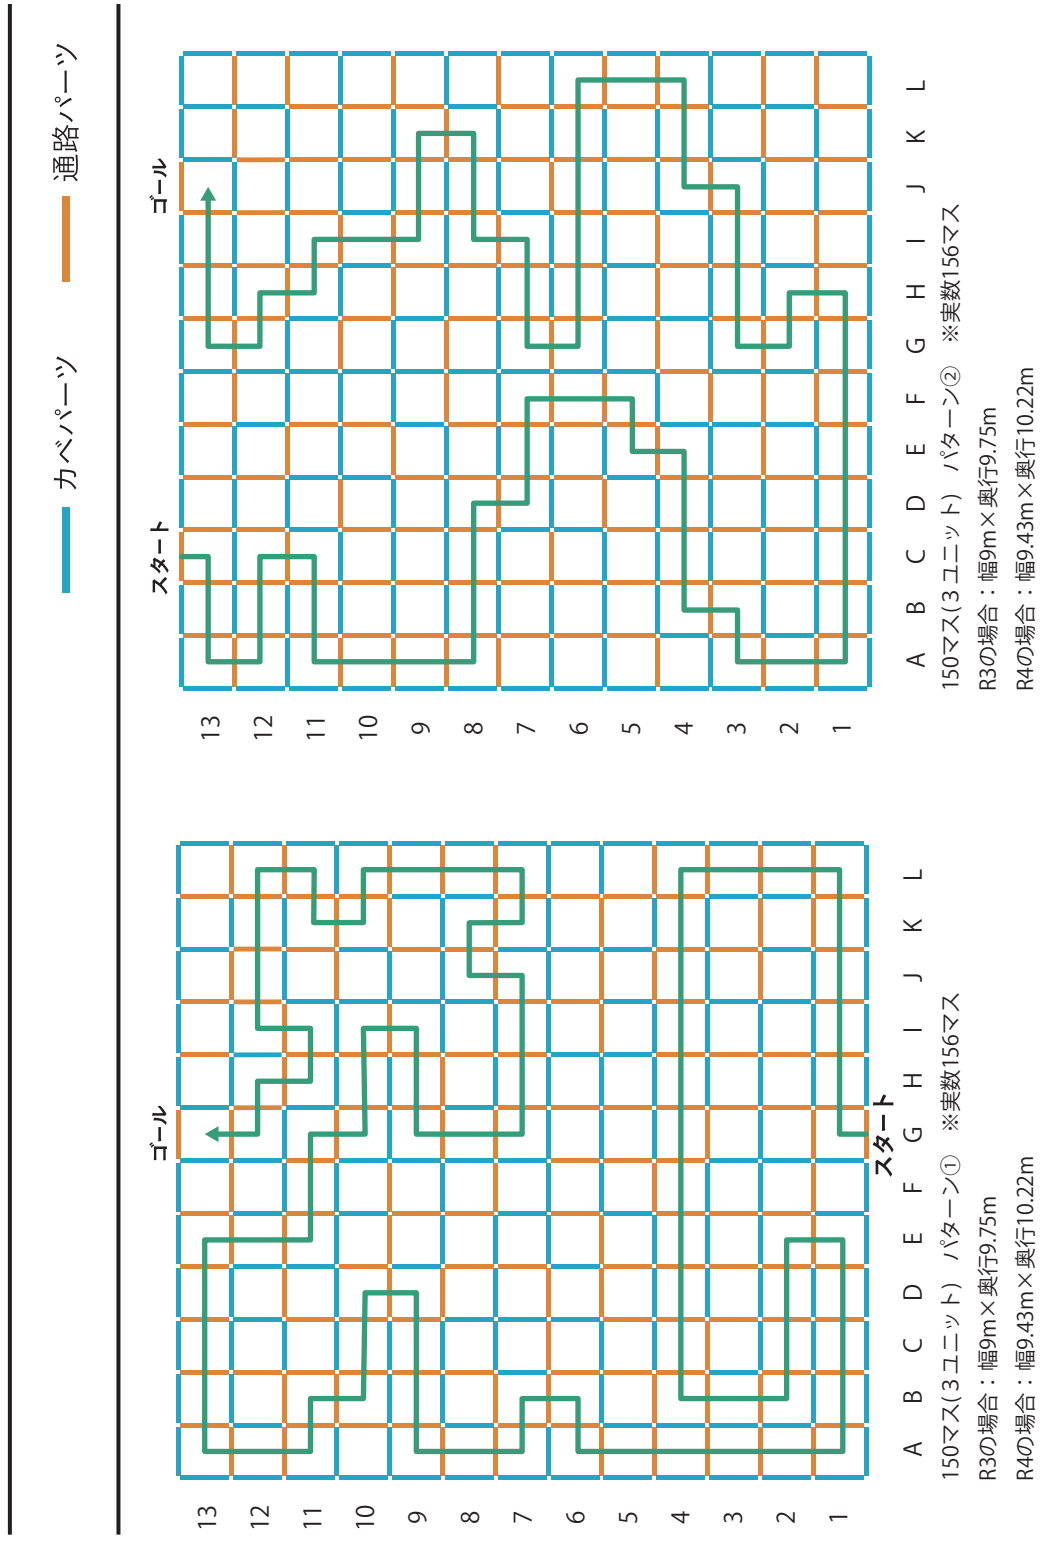 カベパーツ
通路パーツ
ゴール
13
12
11
10
9
8
7
6
5
4
3
2
1
スタート
A B C D E F G H I J K L
150マス(3ユニット) パターン① ※実数156マス
R3の場合：幅9m×奥行9.75m
R4の場合：幅9.43m×奥行10.22m
スタート
ゴール
13
12
11
10
9
8
7
6
5
4
3
2
1
A B C D E F G H I J K L
150マス(3ユニット) パターン② ※実数156マス
R3の場合：幅9m×奥行9.75m
R4の場合：幅9.43m×奥行10.22m